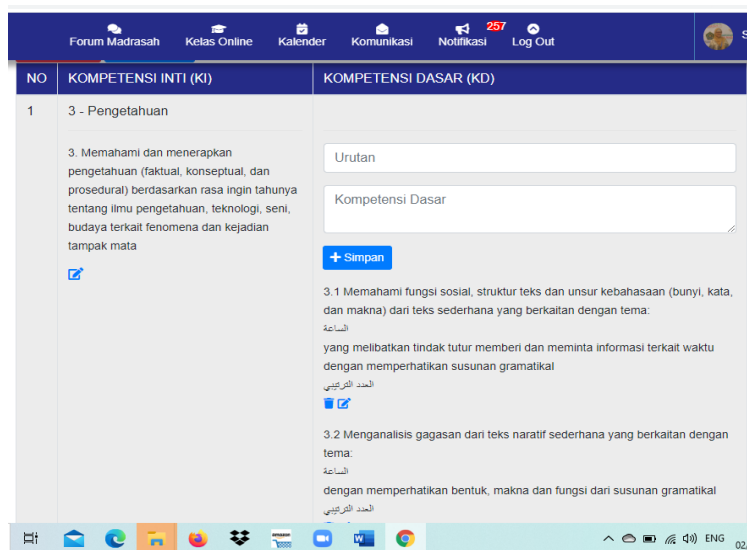 Forum Madrasah
Kelas Online
Kalender
Komunikasi
Notifikasi
257
Log Out
S
NO
KOMPETENSI INTI (KI)
KOMPETENSI DASAR (KD)
1
3 - Pengetahuan
3. Memahami dan menerapkan
pengetahuan (faktual, konseptual, dan
prosedural) berdasarkan rasa ingin tahunya
tentang ilmu pengetahuan, teknologi, seni,
budaya terkait fenomena dan kejadian
tampak mata
Urutan
Kompetensi Dasar
+ Simpan
3.1 Memahami fungsi sosial, struktur teks dan unsur kebahasaan (bunyi, kata,
dan makna) dari teks sederhana yang berkaitan dengan tema:
الساعة
yang melibatkan tindak tutur memberi dan meminta informasi terkait waktu
dengan memperhatikan susunan gramatikal
العدد الترتيبي
3.2 Menganalisis gagasan dari teks naratif sederhana yang berkaitan dengan
tema:
الساعة
dengan memperhatikan bentuk, makna dan fungsi dari susunan gramatikal
العدد الترتيبي
ENG
02